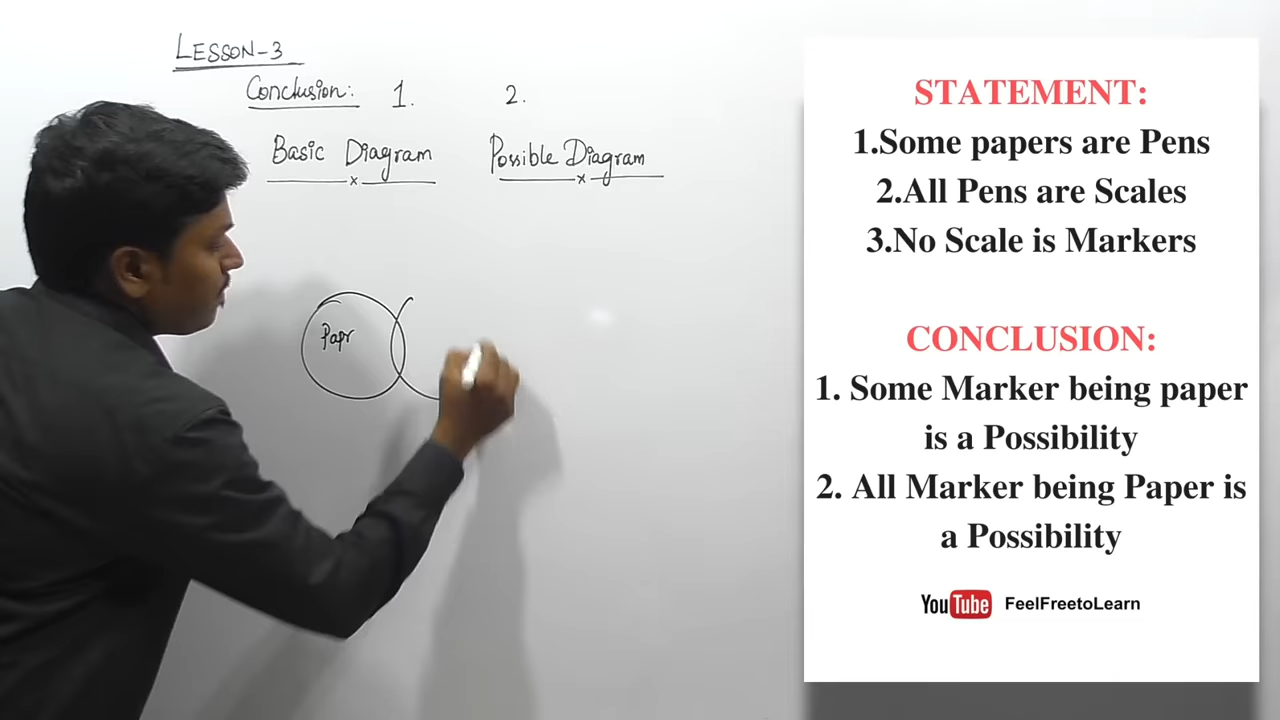 LESSON-3
Conclusion: 1. 2.
Basic Diagram Possible Diagram
Papr
STATEMENT:
1.Some papers are Pens
2.All Pens are Scales
3.No Scale is Markers
CONCLUSION:
1. Some Marker being paper
is a Possibility
2. All Marker being Paper is
a Possibility
YouTube FeelFreetoLearn